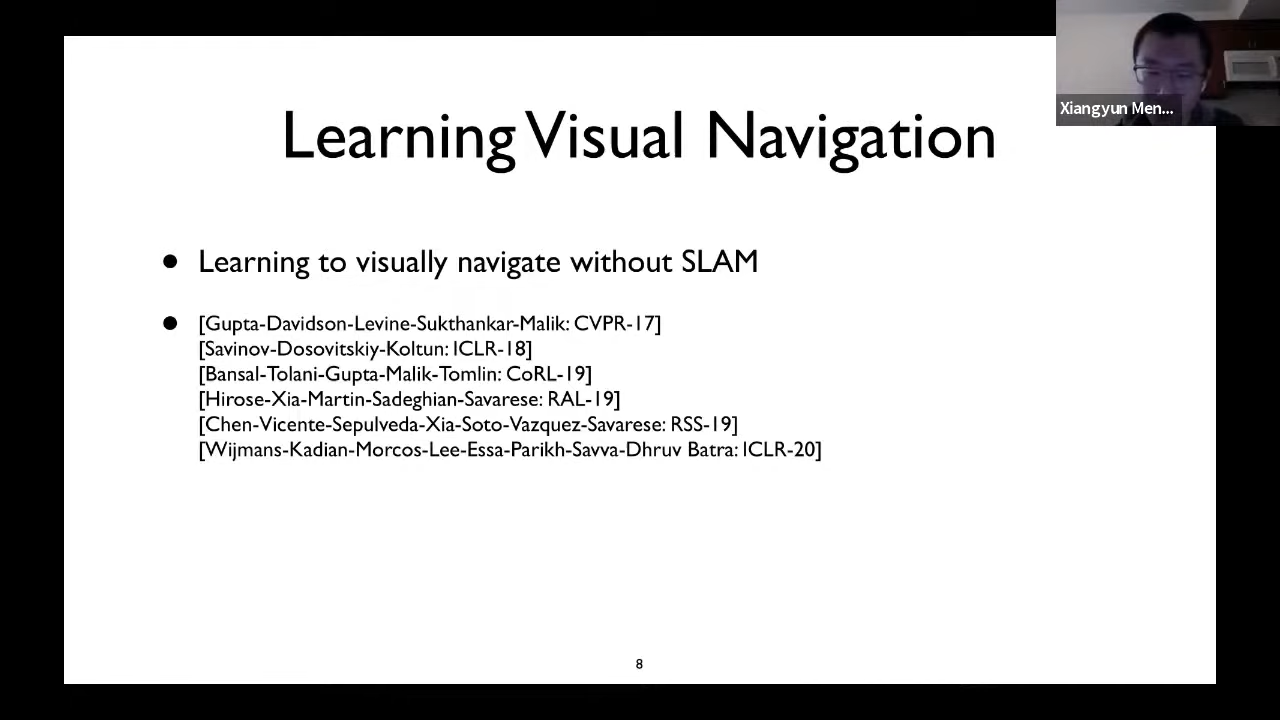 Xiangyun Men...
Learning Visual Navigation
• Learning to visually navigate without SLAM
• [Gupta-Davidson-Levine-Sukthankar-Malik: CVPR-17]
[Savinov-Dosovitskiy-Koltun: ICLR-18]
[Bansal-Tolani-Gupta-Malik-Tomlin: CoRL-19]
[Hirose-Xia-Martin-Sadeghian-Savarese: RAL-19]
[Chen-Vicente-Sepulveda-Xia-Soto-Vazquez-Savarese: RSS-19]
[Wijmans-Kadian-Morcos-Lee-Essa-Parikh-Savva-Dhruv Batra: ICLR-20]
8